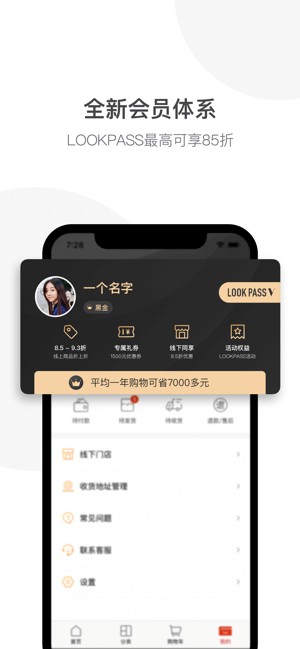 全新会员体系
LOOKPASS最高可享85折
7:28
一个名字
黑金
LOOK PASS V
8.5 - 9.3折
专属礼券
线下同享
活动权益
线上商品折上折
1500元优惠券
8.5折优惠
LOOKPASS活动
平均一年购物可省7000多元
待付款
待发货
待收货
退款/售后
线下门店
收货地址管理
常见问题
联系客服
设置
首页
分类
购物车
我的